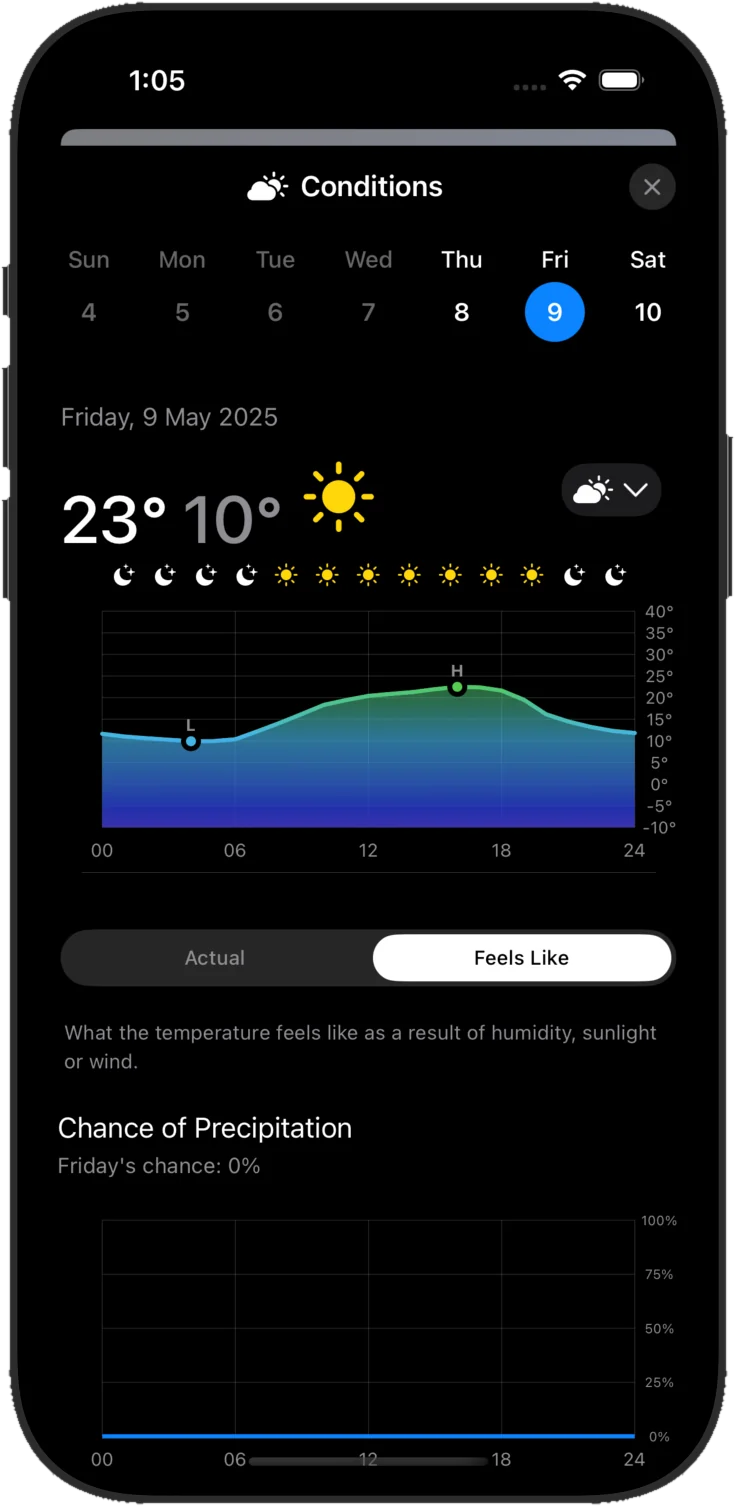 1:05
Conditions
Sun Mon Tue Wed Thu Fri Sat
4 5 6 7 8 9 10
Friday, 9 May 2025
23° 10°
40°
35°
30°
H
25°
20°
L
15°
10°
5°
0°
-5°
-10°
00 06 12 18 24
Actual Feels Like
What the temperature feels like as a result of humidity, sunlight
or wind.
Chance of Precipitation
Friday's chance: 0%
100%
75%
50%
25%
0%
00 06 12 18 24